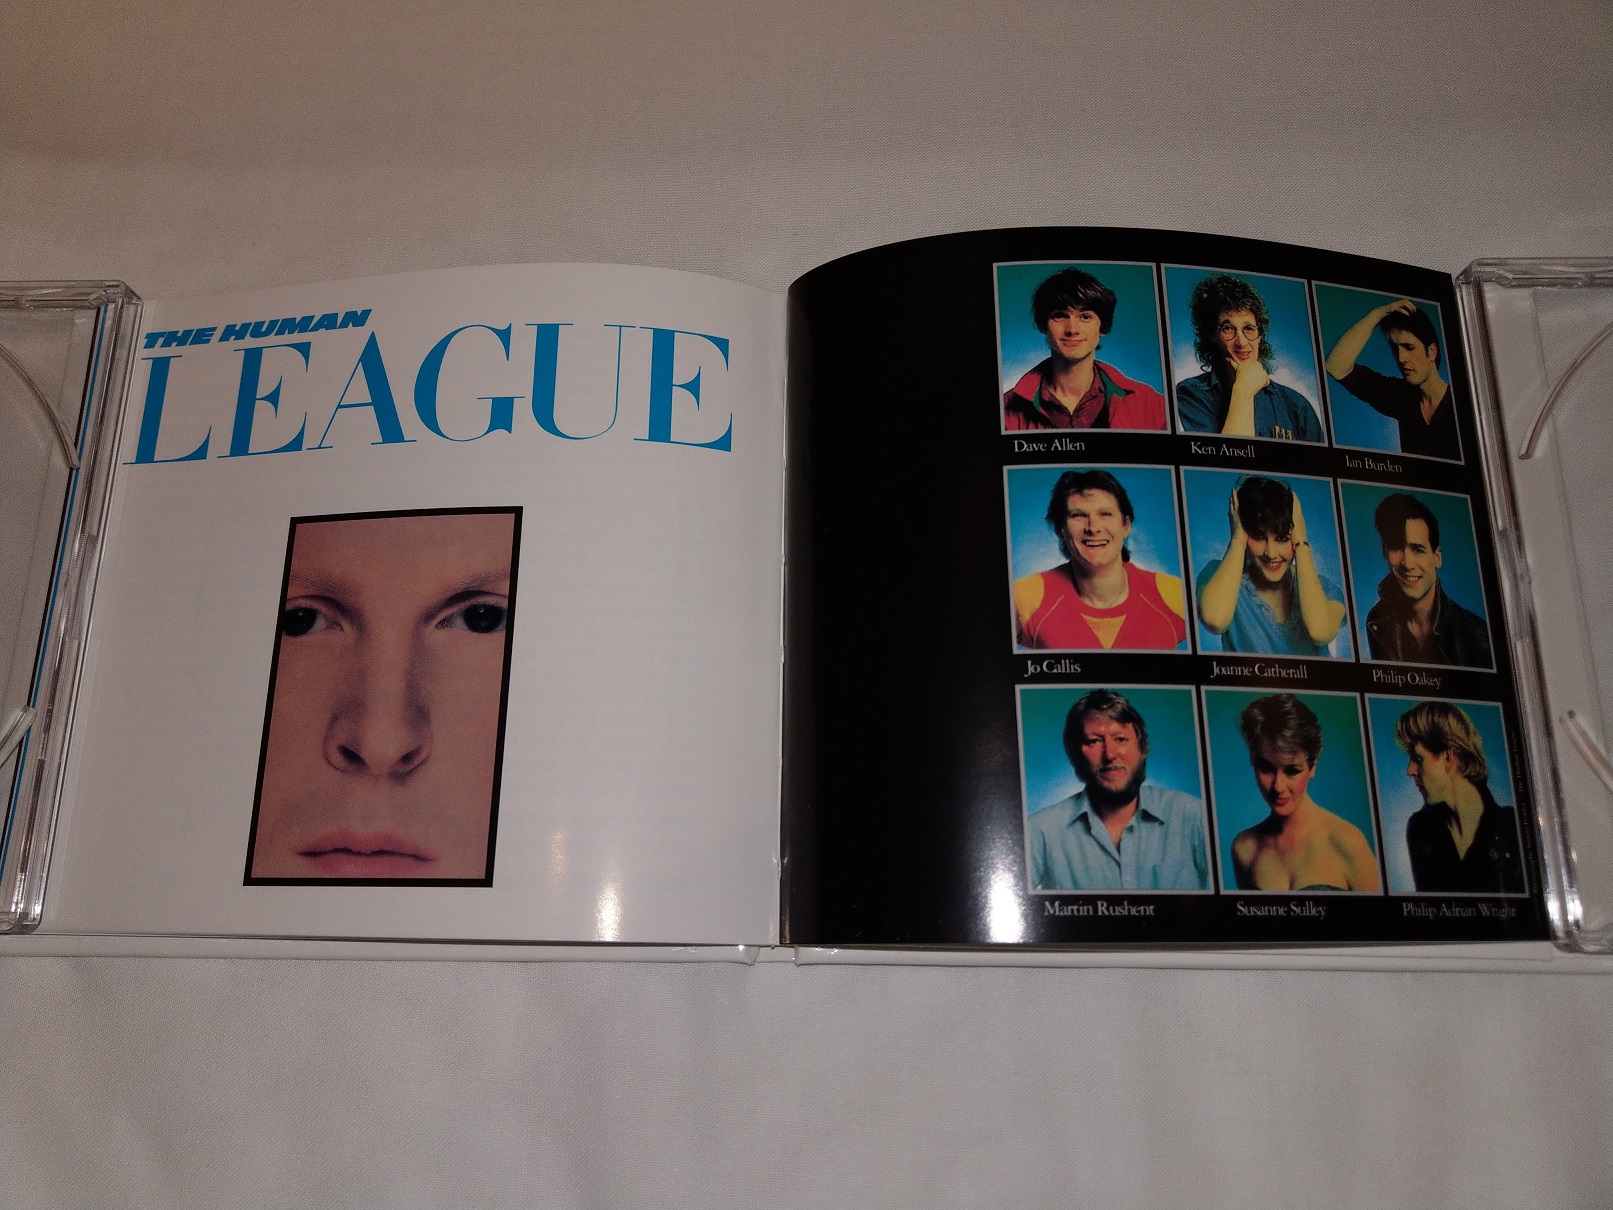 THE HUMAN
LEAGUE
Dave Allen
Ken Ansell
Ian Burden
Jo Callis
Joanne Catherall
Philip Oakey
Martin Rushent
Susanne Sulley
Philip Adrian Wright